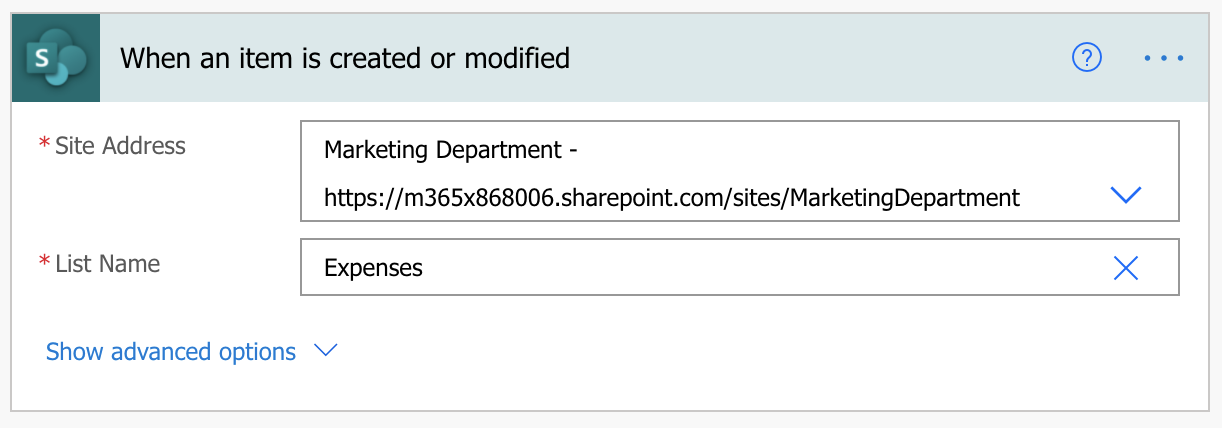 S
When an item is created or modified
?
* Site Address
Marketing Department -
https://m365x868006.sharepoint.com/sites/MarketingDepartment
* List Name
Expenses
Show advanced options